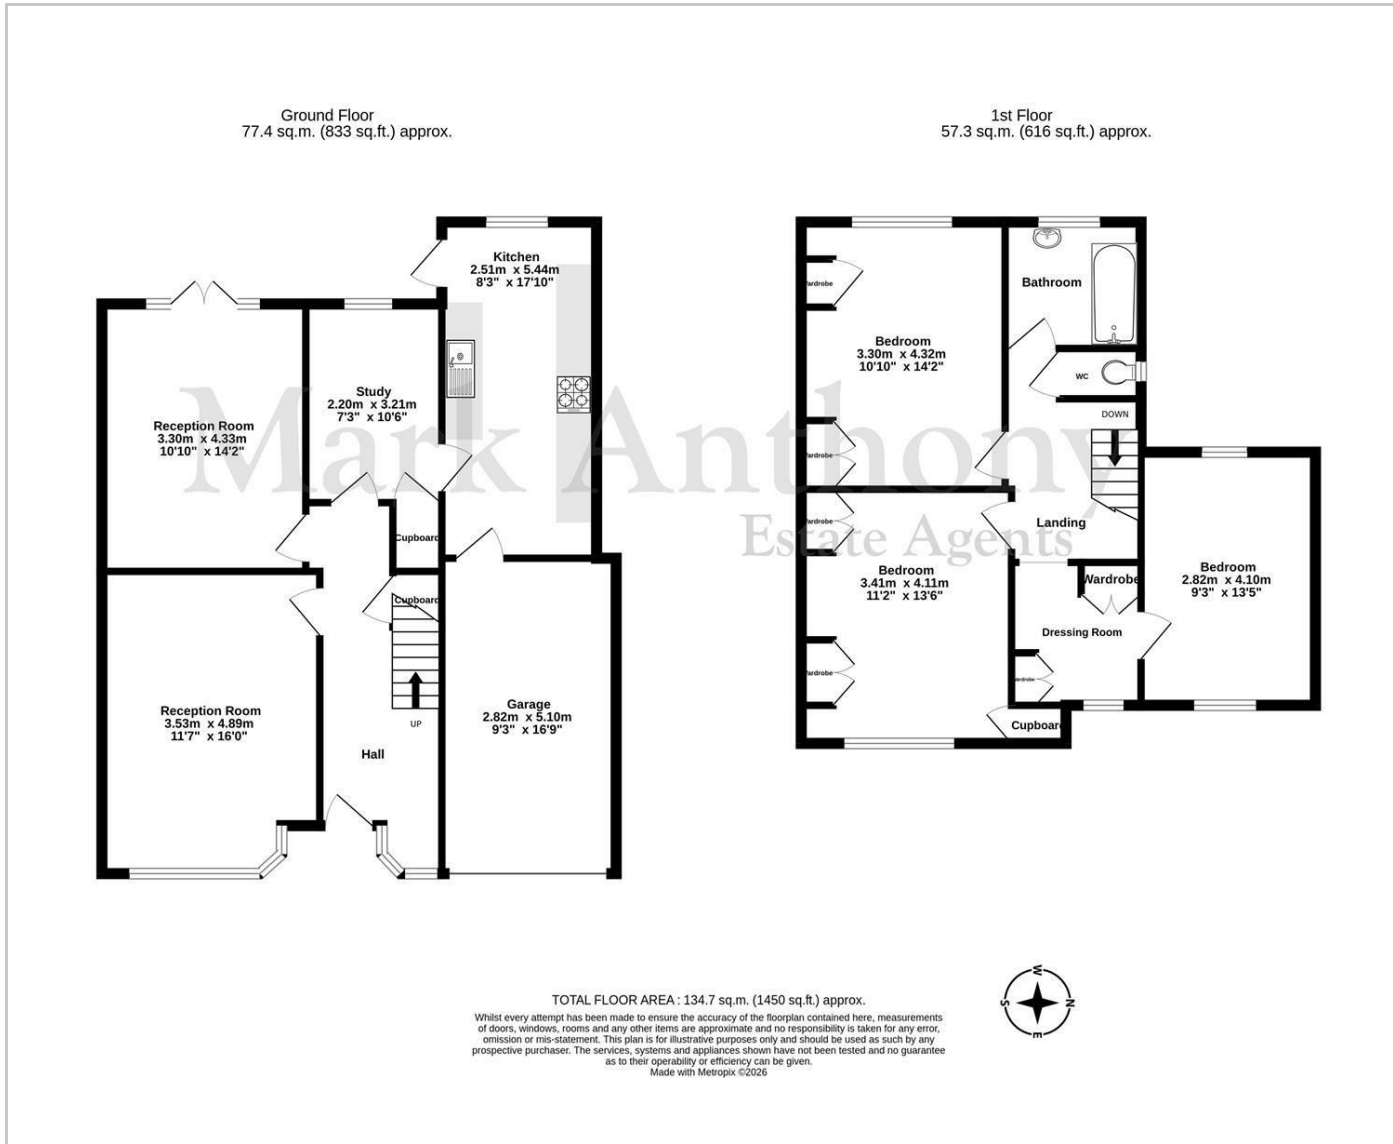 Ground Floor
77.4 sq.m. (833 sq.ft.) approx.
1st Floor
57.3 sq.m. (616 sq.ft.) approx.
Kitchen
2.51m x 5.44m
8'3" x 17'10"
Study
2.20m x 3.21m
7'3" x 10'6"
Reception Room
3.30m x 4.33m
10'10" x 14'2"
Cupboard
Cupboard
Reception Room
3.53m x 4.89m
11'7" x 16'0"
UP
Hall
Garage
2.82m x 5.10m
9'3" x 16'9"
Wardrobe
Bathroom
Bedroom
3.30m x 4.32m
10'10" x 14'2"
WC
DOWN
Wardrobe
Wardrobe
Landing
Bedroom
3.41m x 4.11m
11'2" x 13'6"
Wardrobe
Bedroom
2.82m x 4.10m
9'3" x 13'5"
Dressing Room
Wardrobe
Wardrobe
Cupboard
Mark Anthony
Estate Agents
W
S
N
E
TOTAL FLOOR AREA : 134.7 sq.m. (1450 sq.ft.) approx.
Whilst every attempt has been made to ensure the accuracy of the floorplan contained here, measurements
of doors, windows, rooms and any other items are approximate and no responsibility is taken for any error,
omission or mis-statement. This plan is for illustrative purposes only and should be used as such by any
prospective purchaser. The services, systems and appliances shown have not been tested and no guarantee
as to their operability or efficiency can be given.
Made with Metropix ©2026